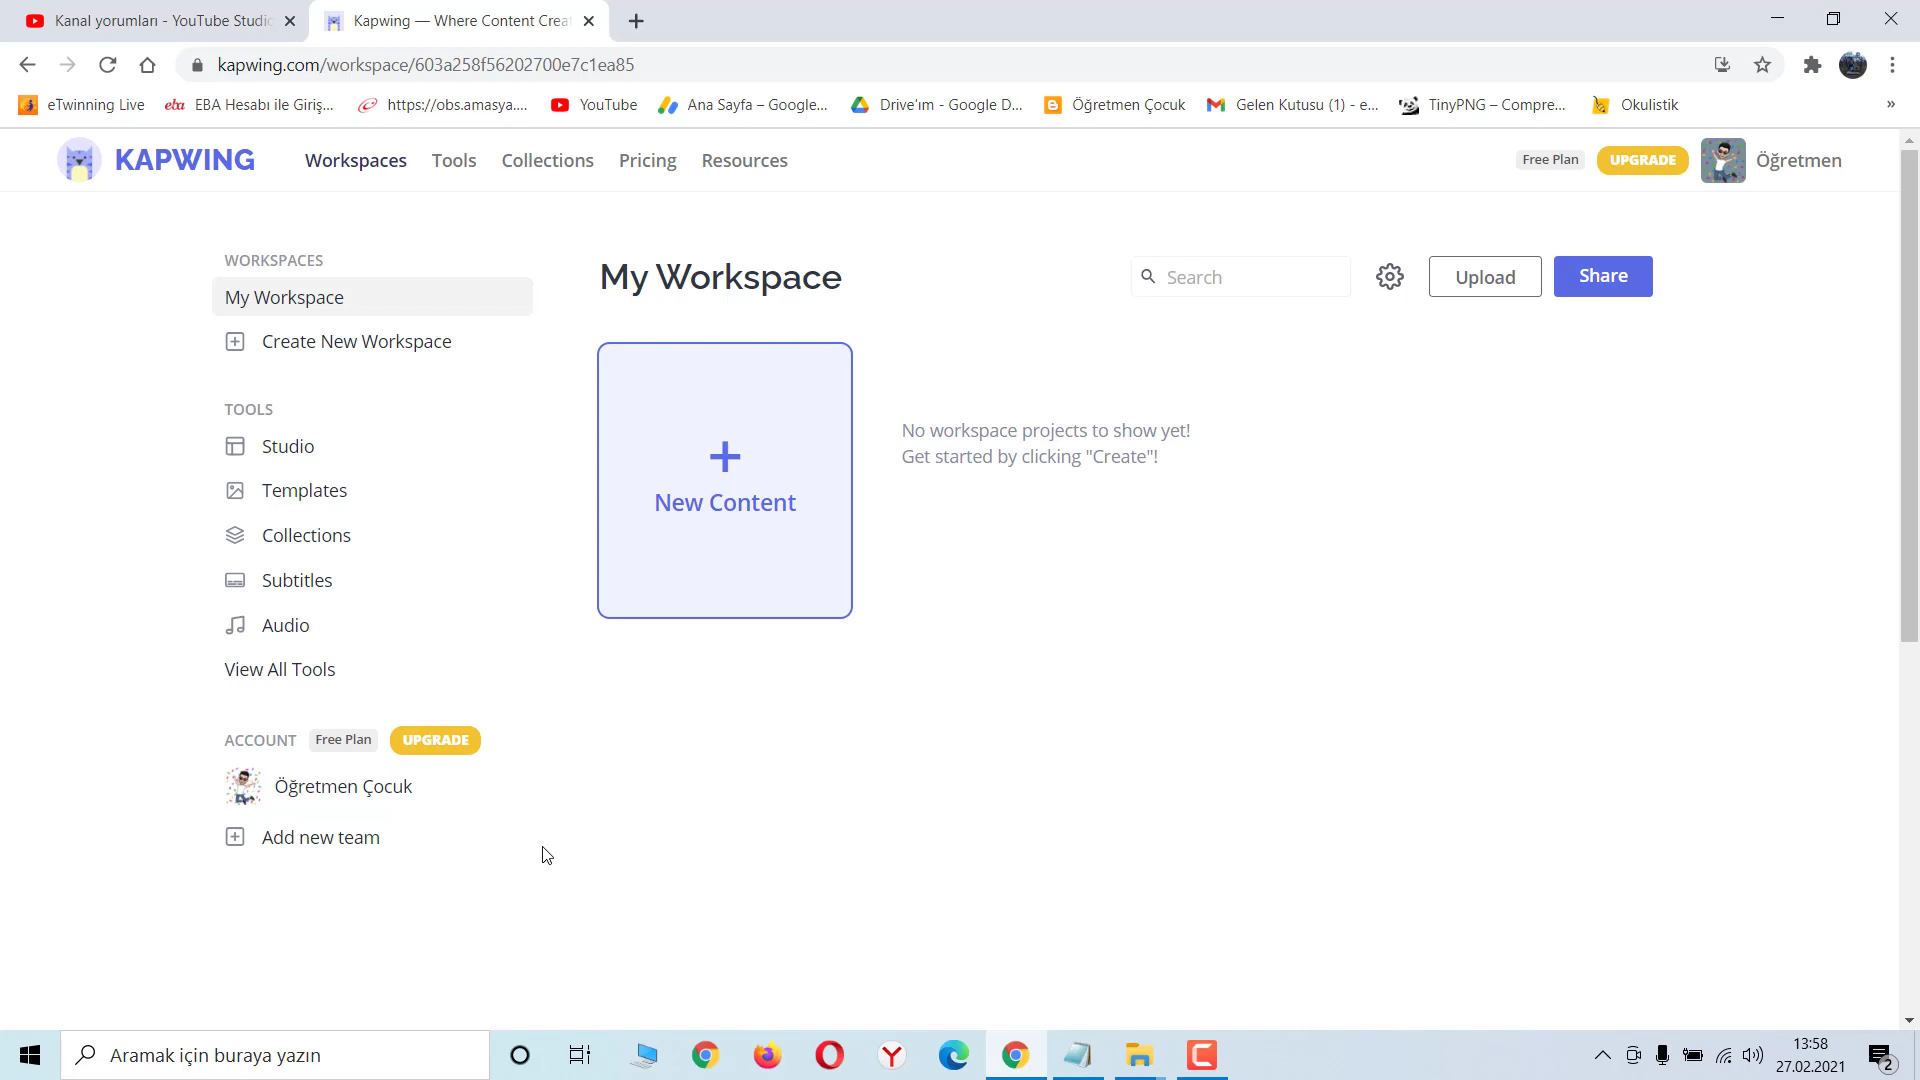 Kanal yorumları - YouTube Studio
Kapwing — Where Content Crea
kapwing.com/workspace/603a258f56202700e7c1ea85
eTwinning Live
eba EBA Hesabı ile Giriş...
https://obs.amasya....
YouTube
Ana Sayfa – Google...
Drive'ım - Google D...
Öğretmen Çocuk
Gelen Kutusu (1) - e...
TinyPNG – Compre...
Okulistik
»
KAPWING
Workspaces
Tools
Collections
Pricing
Resources
Free Plan
UPGRADE
Öğretmen
WORKSPACES
My Workspace
Create New Workspace
TOOLS
Studio
Templates
Collections
Subtitles
Audio
View All Tools
ACCOUNT
Free Plan
UPGRADE
Öğretmen Çocuk
Add new team
My Workspace
Search
Upload
Share
New Content
No workspace projects to show yet!
Get started by clicking "Create"!
Aramak için buraya yazın
13:58
27.02.2021
2